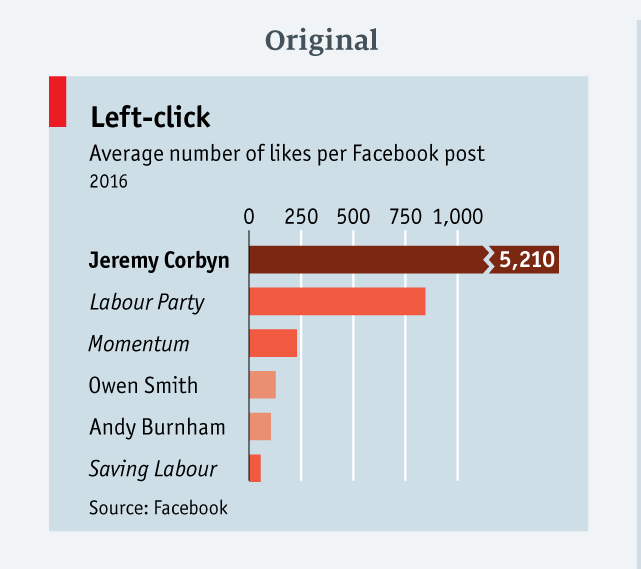 Original
Left-click
Average number of likes per Facebook post
2016
0 250 500 750 1,000
Jeremy Corbyn 5,210
Labour Party
Momentum
Owen Smith
Andy Burnham
Saving Labour
Source: Facebook